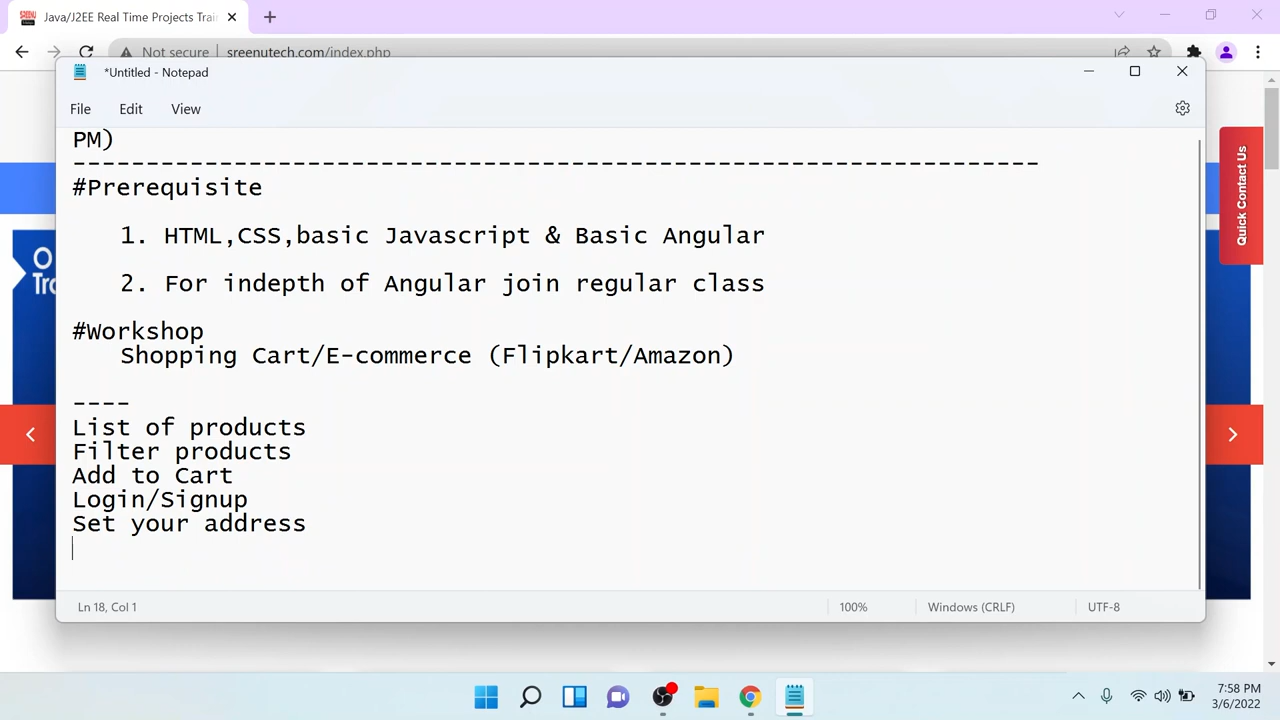 Java/J2EE Real Time Projects Trai
Not secure
sreenutech.com/index.php
*Untitled - Notepad
File
Edit
View
PM)
------------------------------------------------------------------
#Prerequisite
1. HTML,CSS,basic Javascript & Basic Angular
2. For indepth of Angular join regular class
#Workshop
Shopping Cart/E-commerce (Flipkart/Amazon)
----
List of products
Filter products
Add to Cart
Login/Signup
Set your address
Ln 18, Col 1
100%
Windows (CRLF)
UTF-8
Quick Contact Us
7:58 PM
3/6/2022